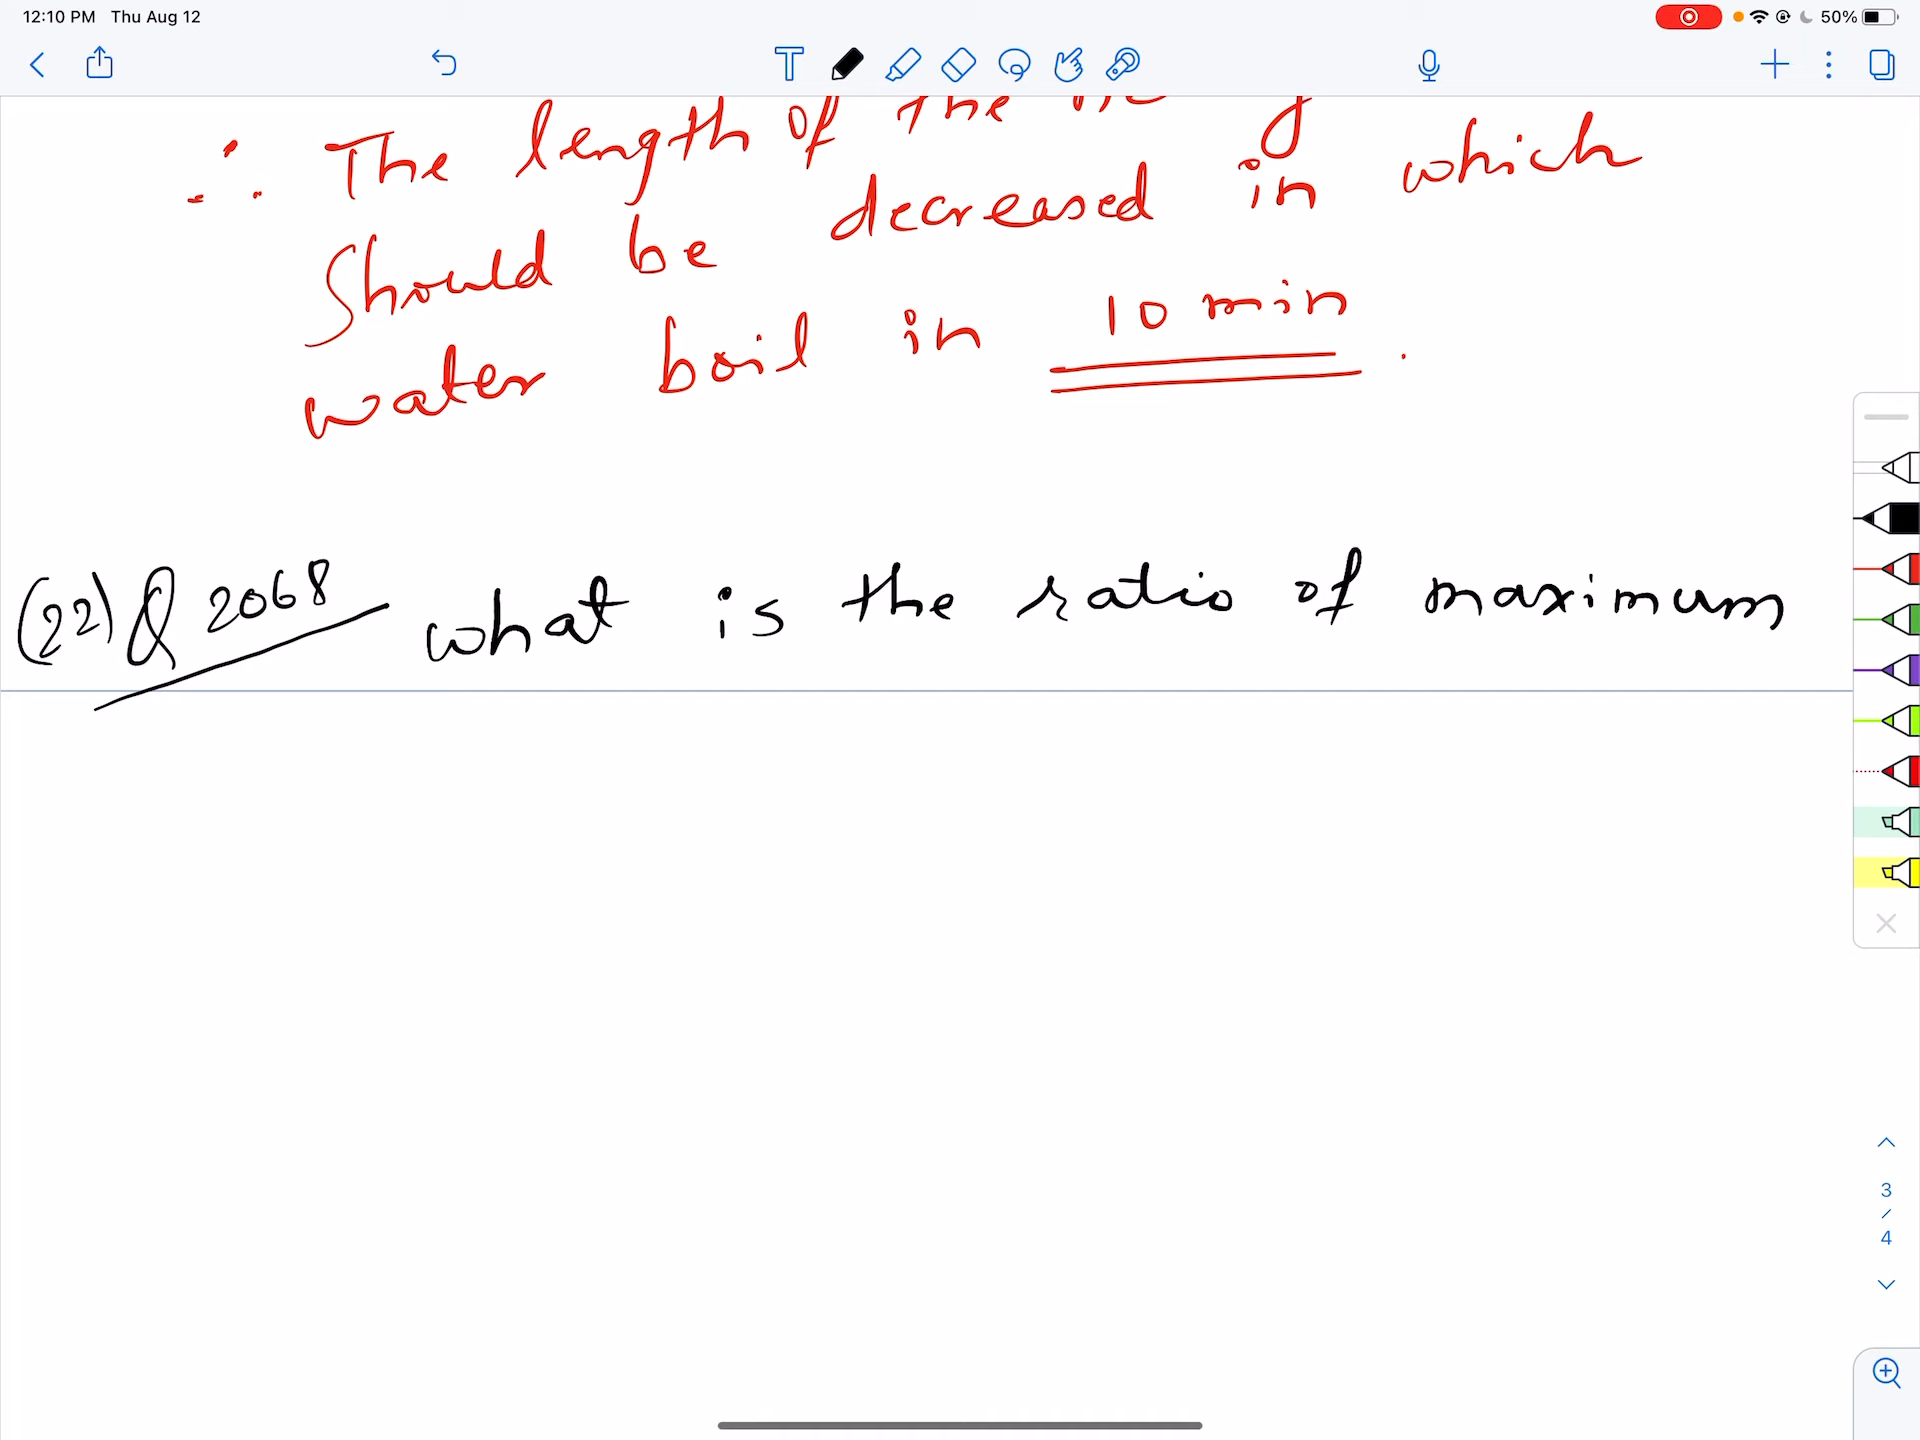 12:10 PM Thu Aug 12
50%
∴ The length of the
should be decreased in which
water boil in 10 min.
(22) Q 2068 what is the ratio of maximum
3
/
4